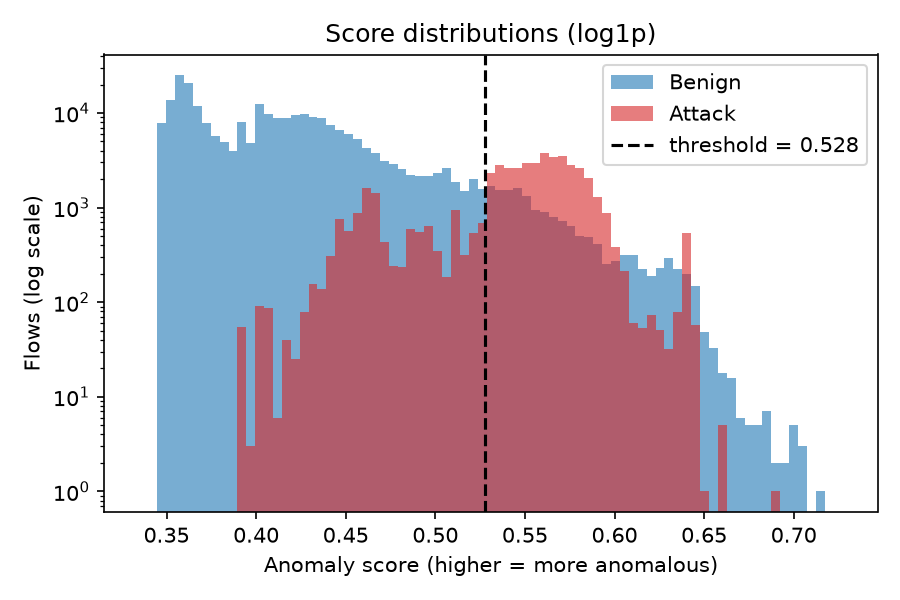 Score distributions (log1p)
Benign
Attack
threshold = 0.528
Flows (log scale)
10⁴
10³
10²
10¹
10⁰
0.35 0.40 0.45 0.50 0.55 0.60 0.65 0.70
Anomaly score (higher = more anomalous)